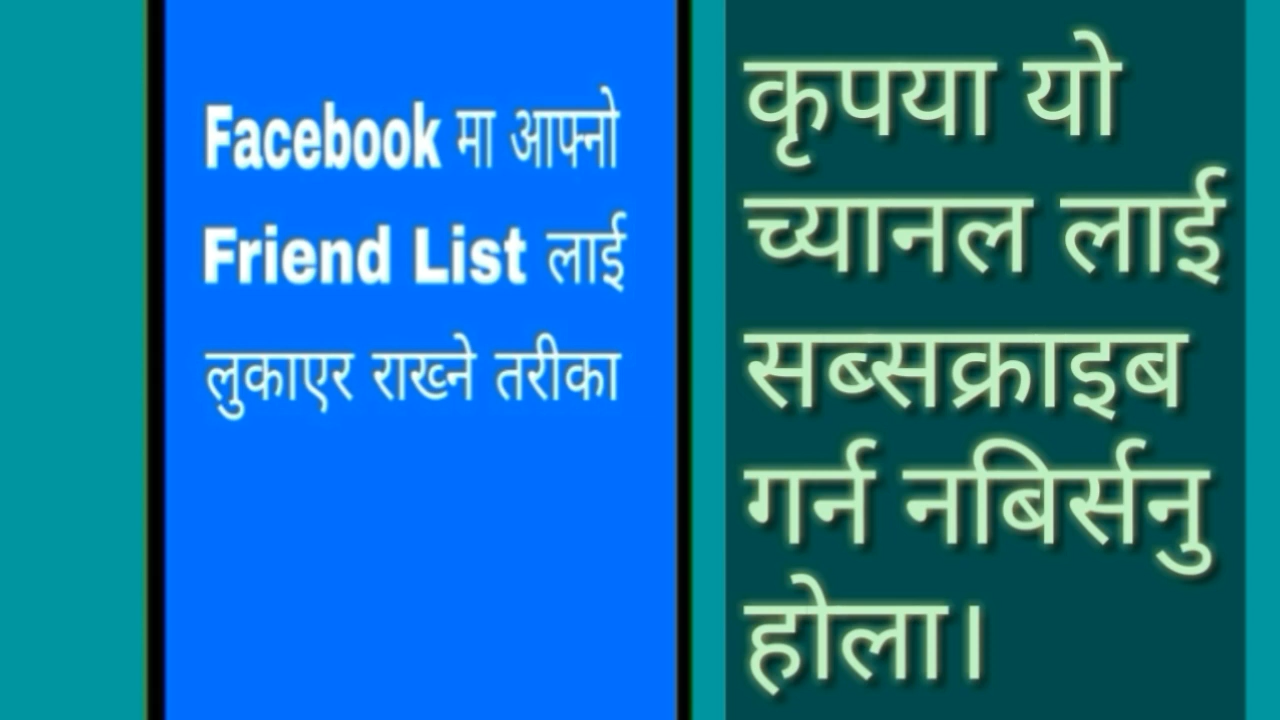 Facebook मा आफ्नो
Friend List लाई
लुकाएर राख्ने तरीका
कृपया यो
च्यानल लाई
सब्सक्राइब
गर्न नबिर्सनु
होला।